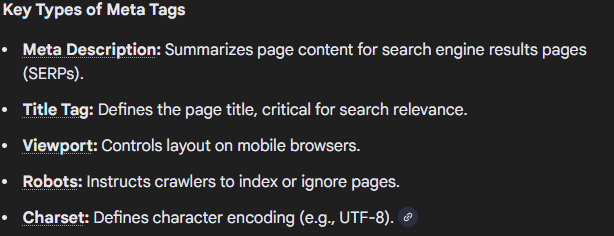 Key Types of Meta Tags
• Meta Description: Summarizes page content for search engine results pages
(SERPs).
• Title Tag: Defines the page title, critical for search relevance.
• Viewport: Controls layout on mobile browsers.
• Robots: Instructs crawlers to index or ignore pages.
• Charset: Defines character encoding (e.g., UTF-8).